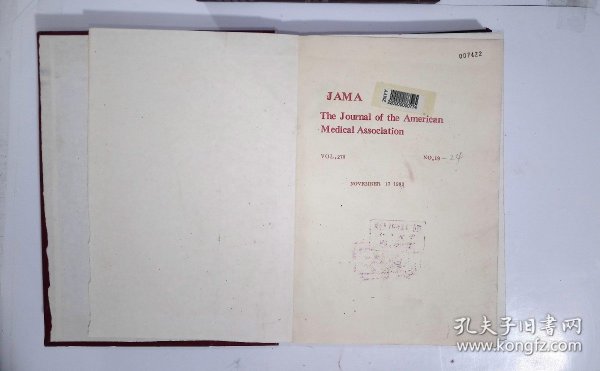 007422
JAMA
The Journal of the American
Medical Association
VOL,278
NO.19-24
NOVEMBER 17 1993
孔夫子旧书网
www.kongfz.com